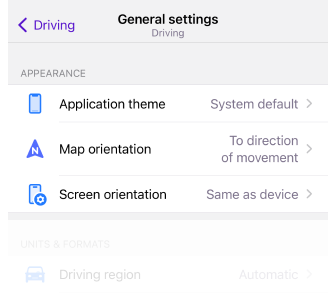 Driving
General settings
Driving
APPEARANCE
Application theme
System default
Map orientation
To direction
of movement
Screen orientation
Same as device
UNITS & FORMATS
Driving region
Automatic